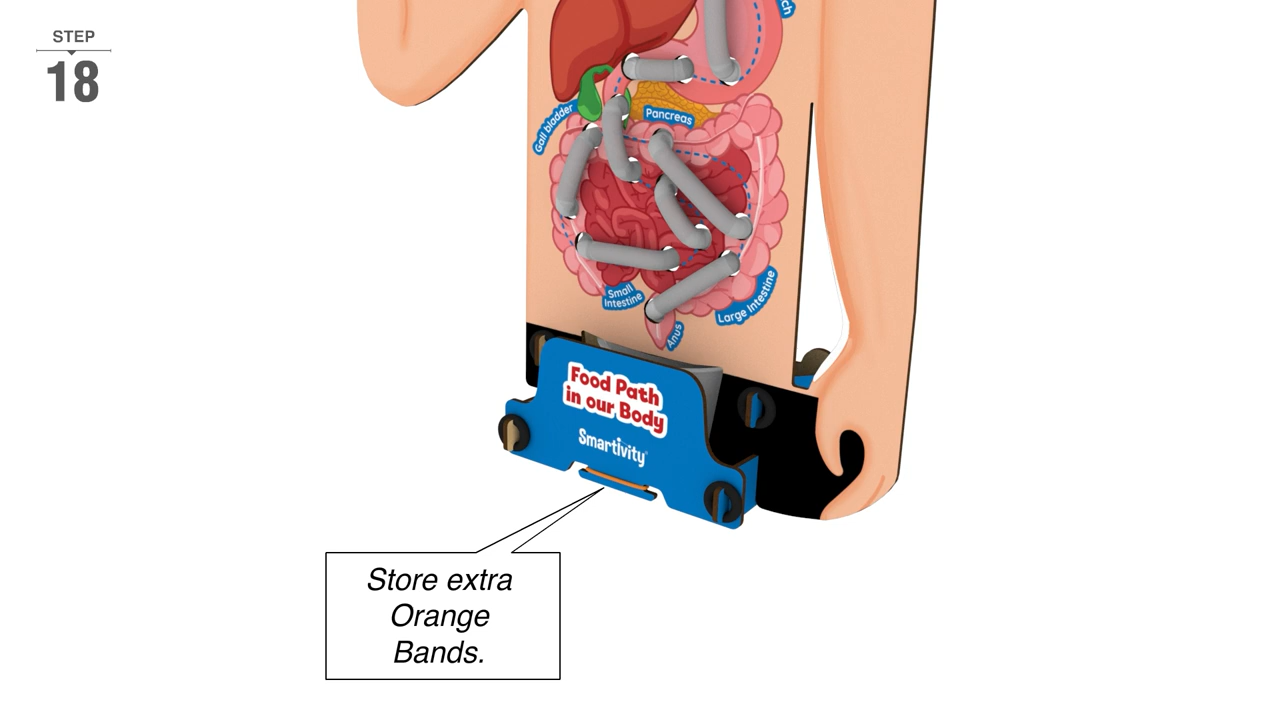 STEP
18
ch
Gall bladder
Pancreas
Small
Intestine
Large Intestine
Anus
Food Path
in our Body
Smartivity
Store extra
Orange
Bands.